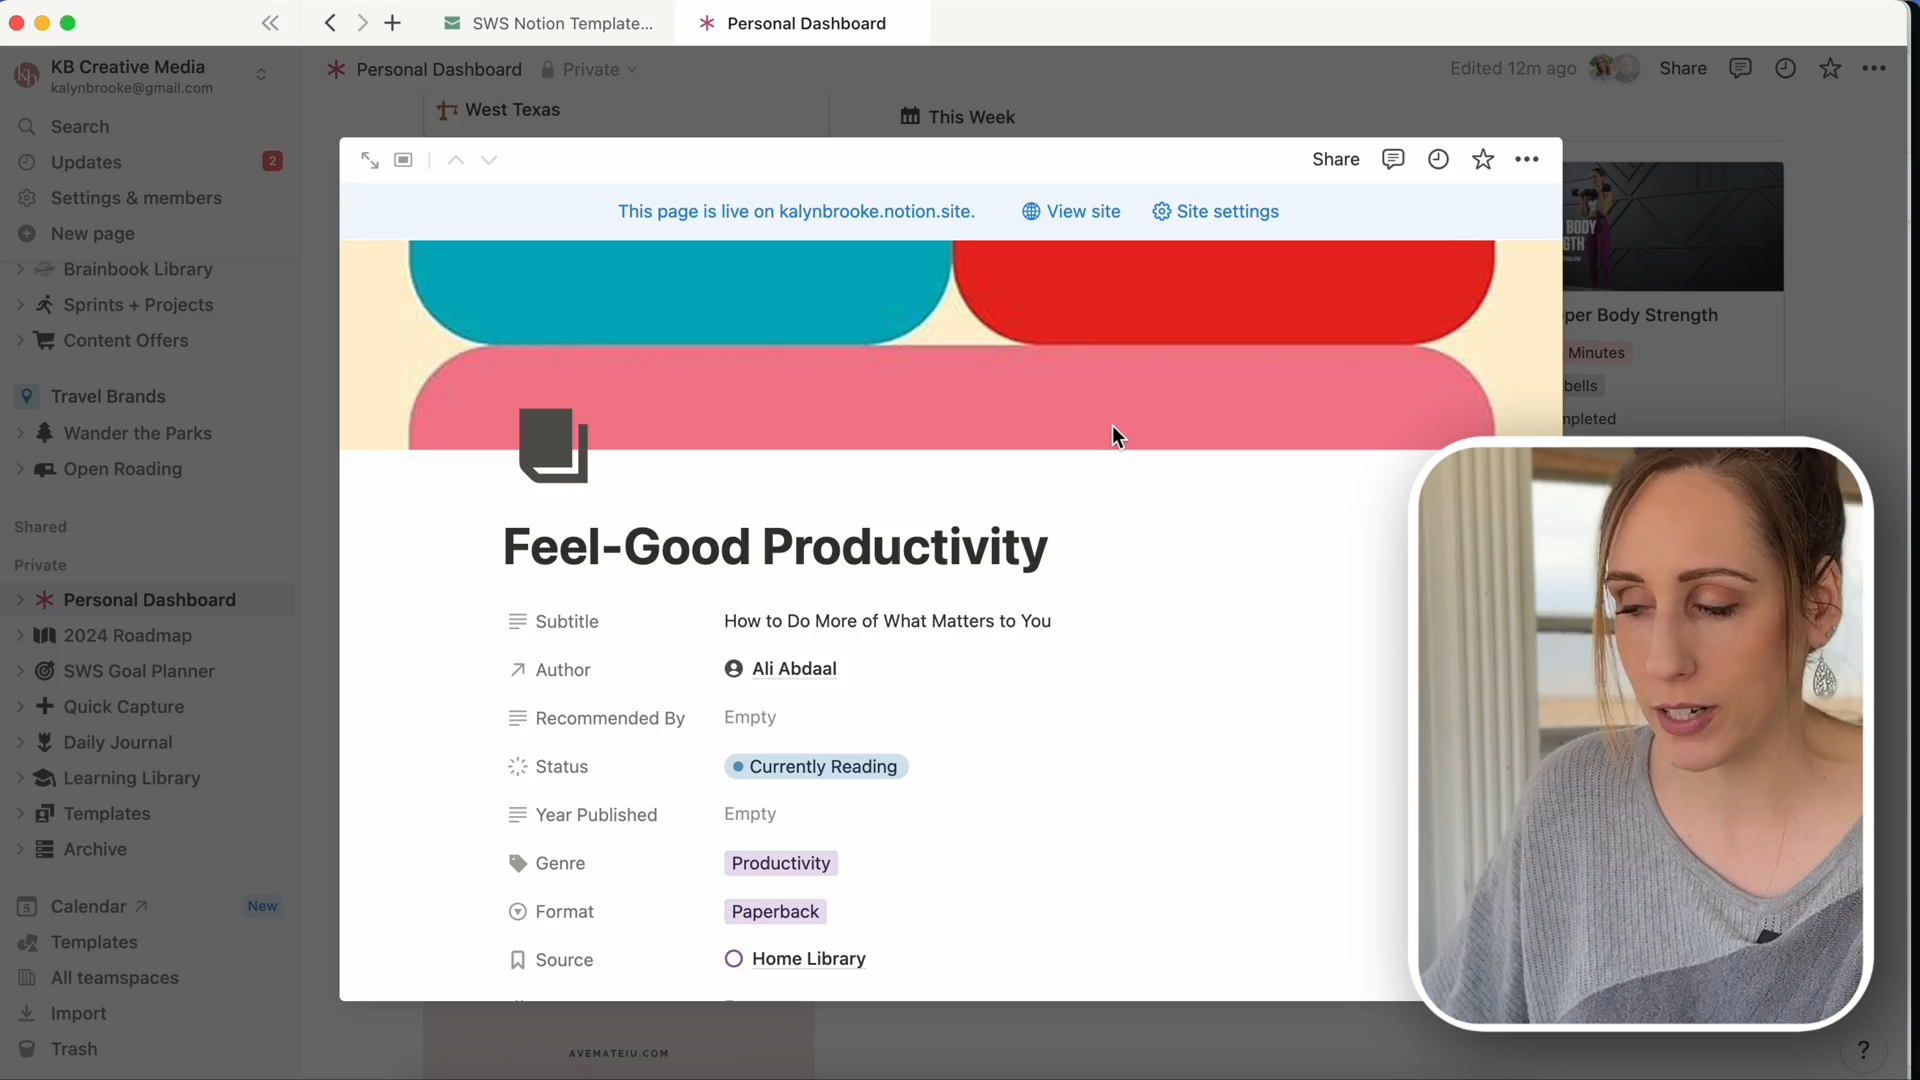 SWS Notion Template...
Personal Dashboard
KB Creative Media
kalynbrooke@gmail.com
Search
Updates
2
Settings & members
New page
Brainbook Library
Sprints + Projects
Content Offers
Travel Brands
Wander the Parks
Open Roading
Shared
Private
Personal Dashboard
2024 Roadmap
SWS Goal Planner
Quick Capture
Daily Journal
Learning Library
Templates
Archive
Calendar ↗
New
Templates
All teamspaces
Import
Trash
Personal Dashboard
Private
Edited 12m ago
Share
West Texas
This Week
Share
This page is live on kalynbrooke.notion.site.
View site
Site settings
Feel-Good Productivity
Subtitle
How to Do More of What Matters to You
Author
Ali Abdaal
Recommended By
Empty
Status
Currently Reading
Year Published
Empty
Genre
Productivity
Format
Paperback
Source
Home Library
BODY
GTH
per Body Strength
Minutes
bells
mpleted
AVEMATEIU.COM
?